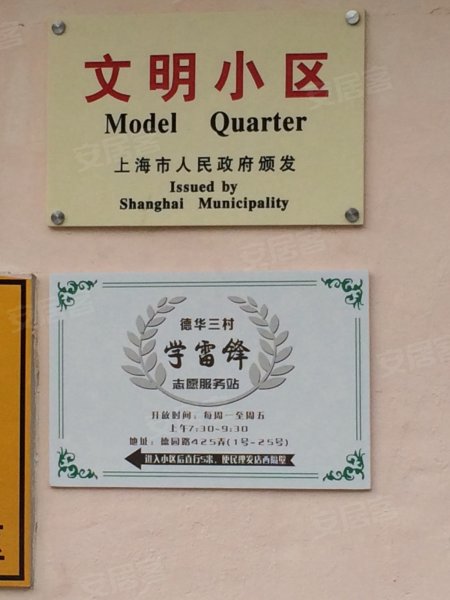 文明小区
Model Quarter
上海市人民政府颁发
Issued by
Shanghai Municipality
德华三村
学雷锋
志愿服务站
开放时间：每周一至周五
上午7:30-9:30
地址：德园路425弄(1号-25号)
进入小区后直行5米，便民理发店西隔壁
安居客